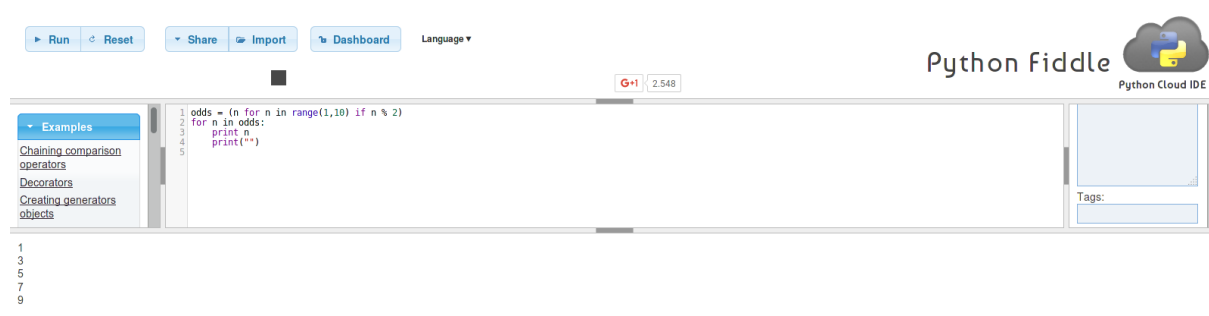 Run Reset Share Import Dashboard Language ▾
Python Fiddle
Python Cloud IDE
G+1 2.548
Examples
Chaining comparison
operators
Decorators
Creating generators
objects
1 odds = (n for n in range(1,10) if n % 2)
2 for n in odds:
3     print n
4     print("")
5
Tags:
1
3
5
7
9